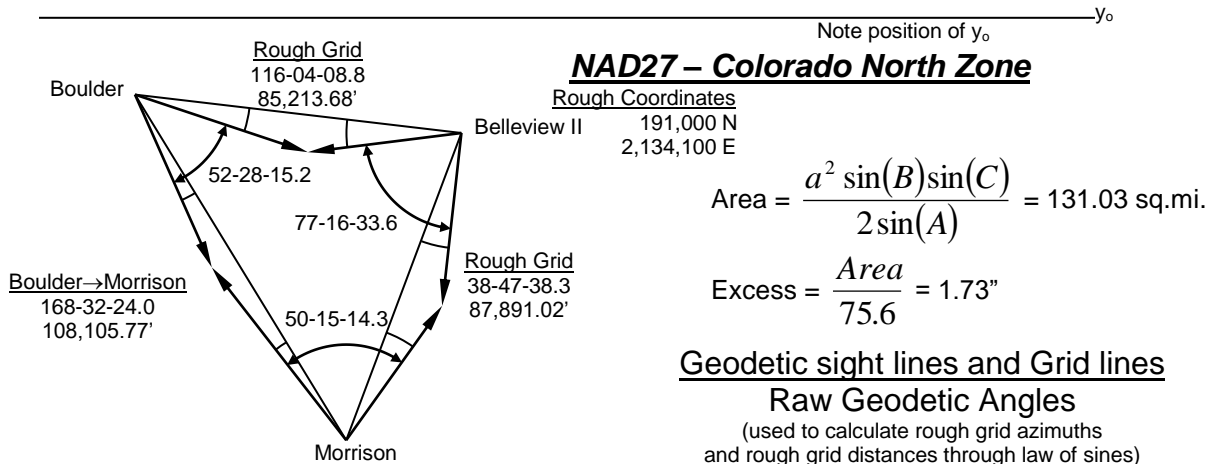 yₒ
Note position of yₒ
NAD27 – Colorado North Zone
Rough Grid
116-04-08.8
85,213.68’
Boulder
Belleview II
Rough Coordinates
191,000 N
2,134,100 E
52-28-15.2
77-16-33.6
Area = a² sin(B)sin(C) / 2 sin(A) = 131.03 sq.mi.
Rough Grid
38-47-38.3
87,891.02’
Boulder→Morrison
168-32-24.0
108,105.77’
50-15-14.3
Excess = Area / 75.6 = 1.73”
Morrison
Geodetic sight lines and Grid lines
Raw Geodetic Angles
(used to calculate rough grid azimuths
and rough grid distances through law of sines)